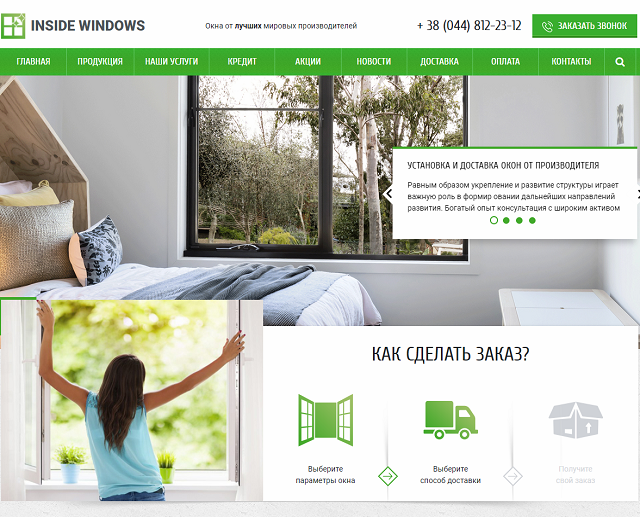 INSIDE WINDOWS
Окна от лучших мировых производителей
+ 38 (044) 812-23-12
ЗАКАЗАТЬ ЗВОНОК
ГЛАВНАЯ ПРОДУКЦИЯ НАШИ УСЛУГИ КРЕДИТ АКЦИИ НОВОСТИ ДОСТАВКА ОПЛАТА КОНТАКТЫ
УСТАНОВКА И ДОСТАВКА ОКОН ОТ ПРОИЗВОДИТЕЛЯ
Равным образом укрепление и развитие структуры играет
важную роль в формир овании дальнейших направлений
развития. Богатый опыт консультация с широким активом
КАК СДЕЛАТЬ ЗАКАЗ?
Выберите
параметры окна
Выберите
способ доставки
Получите
свой заказ